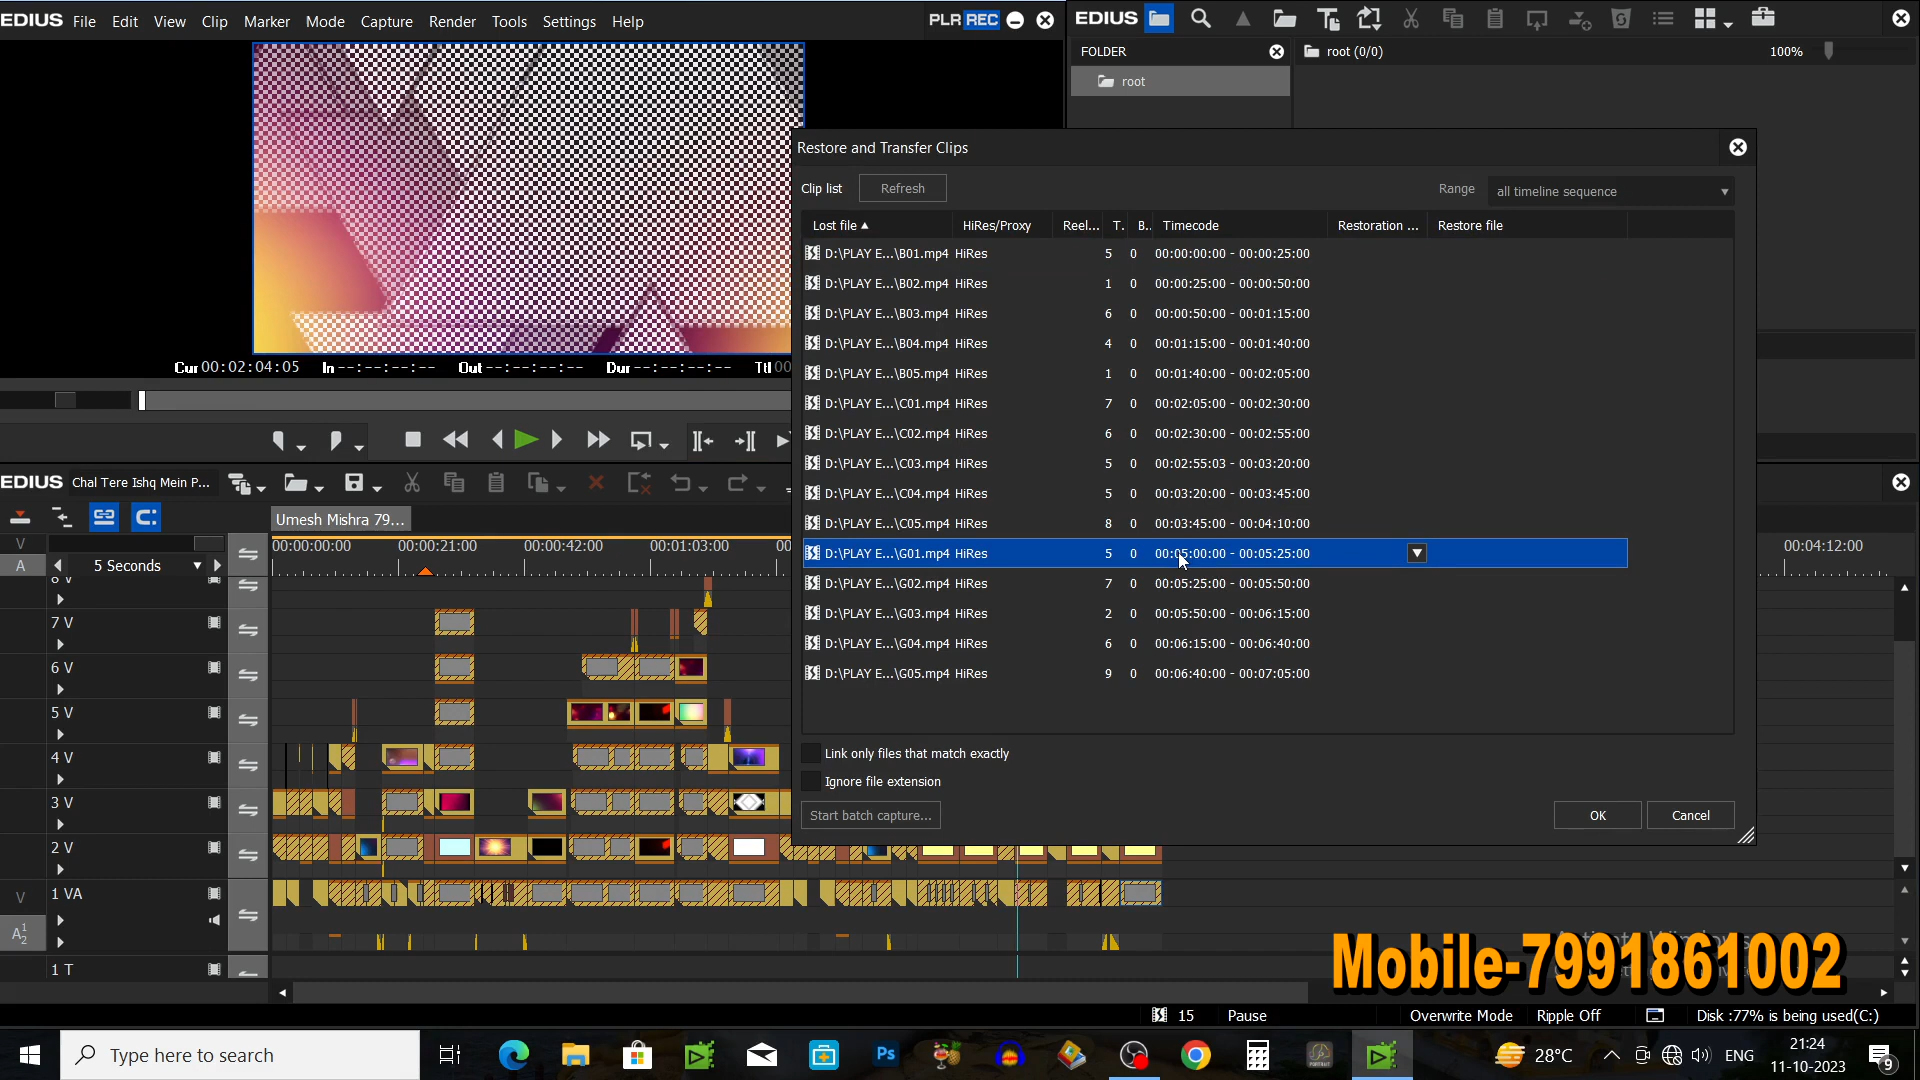 EDIUS File Edit View Clip Marker Mode Capture Render Tools Settings Help
PLR REC
EDIUS
FOLDER
root (0/0)
100%
root
Restore and Transfer Clips
Clip list
Refresh
Range
all timeline sequence
Lost file HiRes/Proxy Reel... T. B.. Timecode Restoration ... Restore file
D:\PLAY E...\B01.mp4 HiRes 5 0 00:00:00:00 - 00:00:25:00
D:\PLAY E...\B02.mp4 HiRes 1 0 00:00:25:00 - 00:00:50:00
D:\PLAY E...\B03.mp4 HiRes 6 0 00:00:50:00 - 00:01:15:00
D:\PLAY E...\B04.mp4 HiRes 4 0 00:01:15:00 - 00:01:40:00
D:\PLAY E...\B05.mp4 HiRes 1 0 00:01:40:00 - 00:02:05:00
D:\PLAY E...\C01.mp4 HiRes 7 0 00:02:05:00 - 00:02:30:00
D:\PLAY E...\C02.mp4 HiRes 6 0 00:02:30:00 - 00:02:55:00
D:\PLAY E...\C03.mp4 HiRes 5 0 00:02:55:03 - 00:03:20:00
D:\PLAY E...\C04.mp4 HiRes 5 0 00:03:20:00 - 00:03:45:00
D:\PLAY E...\C05.mp4 HiRes 8 0 00:03:45:00 - 00:04:10:00
D:\PLAY E...\G01.mp4 HiRes 5 0 00:05:00:00 - 00:05:25:00
D:\PLAY E...\G02.mp4 HiRes 7 0 00:05:25:00 - 00:05:50:00
D:\PLAY E...\G03.mp4 HiRes 2 0 00:05:50:00 - 00:06:15:00
D:\PLAY E...\G04.mp4 HiRes 6 0 00:06:15:00 - 00:06:40:00
D:\PLAY E...\G05.mp4 HiRes 9 0 00:06:40:00 - 00:07:05:00
Link only files that match exactly
Ignore file extension
Start batch capture...
OK
Cancel
Cur 00:02:04:05 In --:--:--:-- Out --:--:--:-- Dur --:--:--:-- Ttl 00
EDIUS Chal Tere Ishq Mein P...
Umesh Mishra 79...
V
A
5 Seconds
00:00:00:00 00:00:21:00 00:00:42:00 00:01:03:00 00
00:04:12:00
8 V
7 V
6 V
5 V
4 V
3 V
2 V
V
1 VA
A 1 2
1 T
Mobile-7991861002
15 Pause Overwrite Mode Ripple Off Disk :77% is being used(C:)
Type here to search
Ps
28°C
ENG
21:24
11-10-2023
9